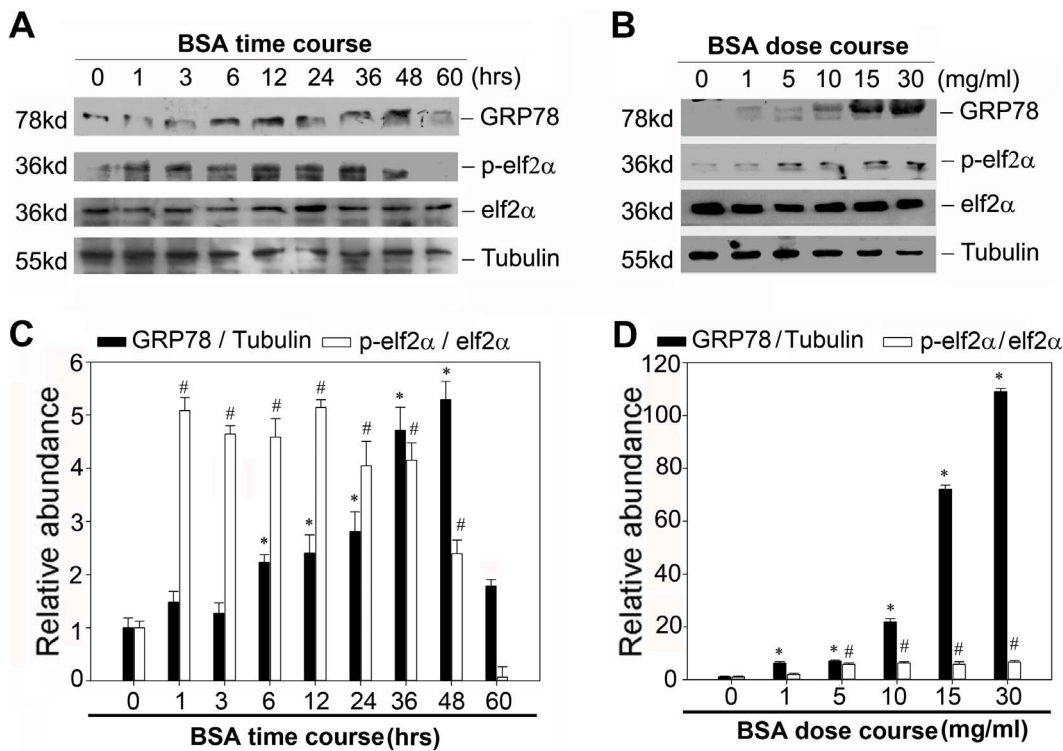 A
BSA time course
0 1 3 6 12 24 36 48 60 (hrs)
78kd – GRP78
36kd – p-elf2α
36kd – elf2α
55kd – Tubulin
B
BSA dose course
0 1 5 10 15 30 (mg/ml)
78kd – GRP78
36kd – p-elf2α
36kd – elf2α
55kd – Tubulin
C
GRP78 / Tubulin p-elf2α / elf2α
Relative abundance
6
5
4
3
2
1
0
# # # # # * * * * # * #
0 1 3 6 12 24 36 48 60
BSA time course(hrs)
D
GRP78/Tubulin p-elf2α/elf2α
Relative abundance
120
100
80
60
40
20
0
* * # * # * # * #
0 1 5 10 15 30
BSA dose course(mg/ml)